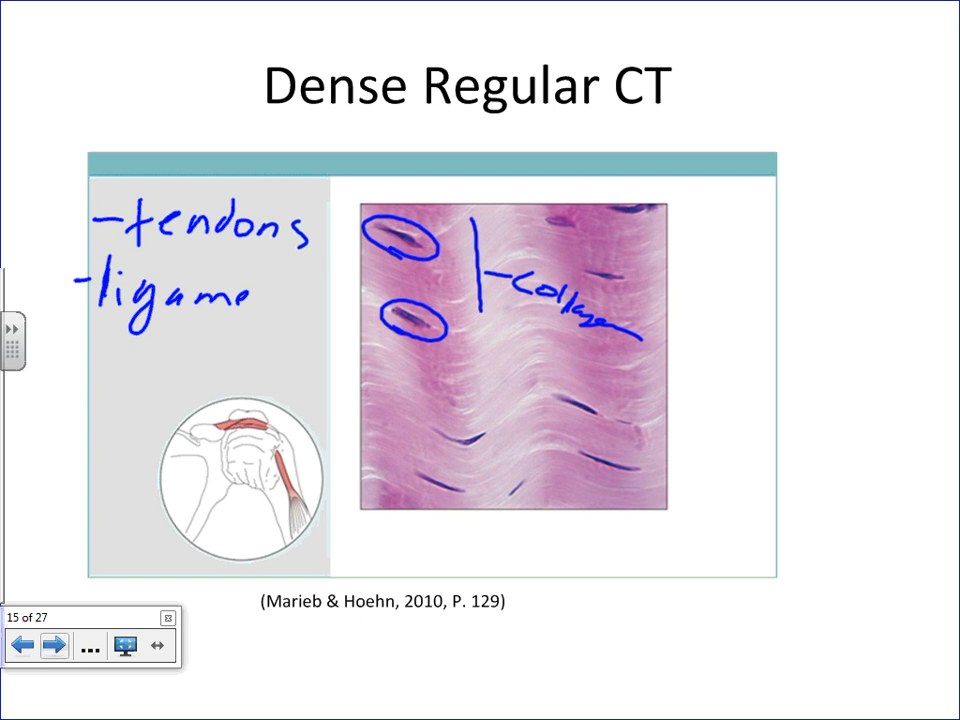 Dense Regular CT
-tendons
-ligame
-Collagen
(Marieb & Hoehn, 2010, P. 129)
15 of 27
...